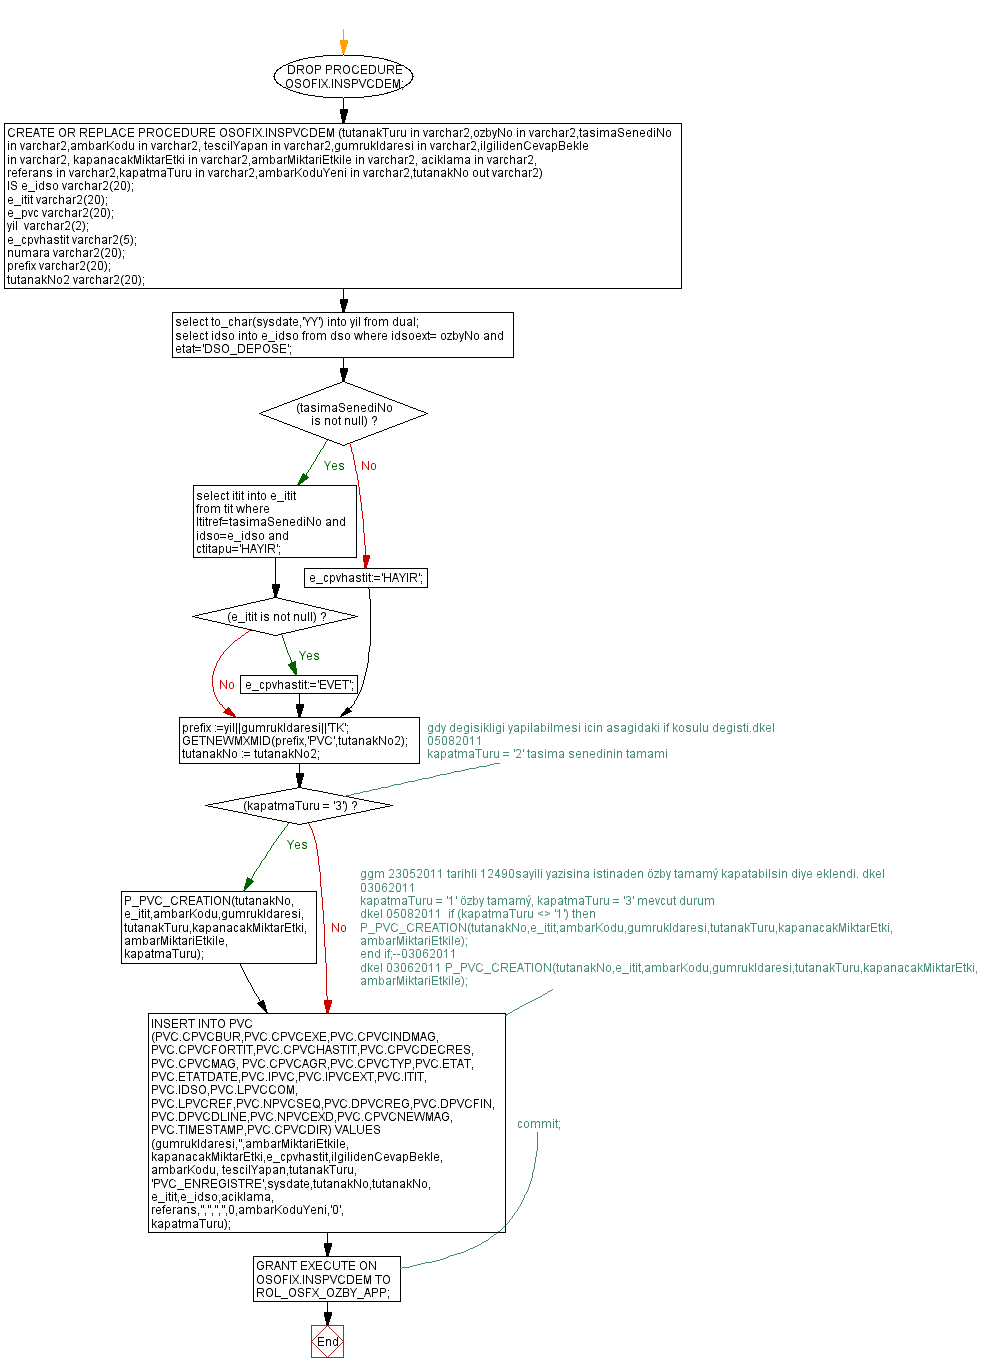 DROP PROCEDURE
OSOFIX.INSPVCDEM;
CREATE OR REPLACE PROCEDURE OSOFIX.INSPVCDEM (tutanakTuru in varchar2,ozbyNo in varchar2,tasimaSenediNo
in varchar2,ambarKodu in varchar2, tescilYapan in varchar2,gumrukIdaresi in varchar2,ilgilidenCevapBekle
in varchar2, kapanacakMiktarEtki in varchar2,ambarMiktariEtkile in varchar2, aciklama in varchar2,
referans in varchar2,kapatmaTuru in varchar2,ambarKoduYeni in varchar2,tutanakNo out varchar2)
IS e_idso varchar2(20);
e_itit varchar2(20);
e_pvc varchar2(20);
yil  varchar2(2);
e_cpvhastit varchar2(5);
numara varchar2(20);
prefix varchar2(20);
tutanakNo2 varchar2(20);
select to_char(sysdate,'YY') into yil from dual;
select idso into e_idso from dso where idsoext= ozbyNo and
etat='DSO_DEPOSE';
(tasimaSenediNo
is not null) ?
Yes
No
select itit into e_itit
from tit where
ltitref=tasimaSenediNo and
idso=e_idso and
ctitapu='HAYIR';
e_cpvhastit:='HAYIR';
(e_itit is not null) ?
Yes
No
e_cpvhastit:='EVET';
prefix :=yil||gumrukIdaresi||'TK';
GETNEWMXMID(prefix,'PVC',tutanakNo2);
tutanakNo := tutanakNo2;
gdy degisikligi yapilabilmesi icin asagidaki if kosulu degisti.dkel
05082011
kapatmaTuru = '2' tasima senedinin tamami
(kapatmaTuru = '3') ?
Yes
No
P_PVC_CREATION(tutanakNo,
e_itit,ambarKodu,gumrukIdaresi,
tutanakTuru,kapanacakMiktarEtki,
ambarMiktariEtkile,
kapatmaTuru);
ggm 23052011 tarihli 12490sayili yazisina istinaden özby tamamý kapatabilsin diye eklendi. dkel
03062011
kapatmaTuru = '1' özby tamamý, kapatmaTuru = '3' mevcut durum
dkel 05082011  if (kapatmaTuru <> '1') then
P_PVC_CREATION(tutanakNo,e_itit,ambarKodu,gumrukIdaresi,tutanakTuru,kapanacakMiktarEtki,
ambarMiktariEtkile);
end if;--03062011
dkel 03062011 P_PVC_CREATION(tutanakNo,e_itit,ambarKodu,gumrukIdaresi,tutanakTuru,kapanacakMiktarEtki,
ambarMiktariEtkile);
INSERT INTO PVC
(PVC.CPVCBUR,PVC.CPVCEXE,PVC.CPVCINDMAG,
PVC.CPVCFORTIT,PVC.CPVCHASTIT,PVC.CPVCDECRES,
PVC.CPVCMAG, PVC.CPVCAGR,PVC.CPVCTYP,PVC.ETAT,
PVC.ETATDATE,PVC.IPVC,PVC.IPVCEXT,PVC.ITIT,
PVC.IDSO,PVC.LPVCCOM,
PVC.LPVCREF,PVC.NPVCSEQ,PVC.DPVCREG,PVC.DPVCFIN,
PVC.DPVCDLINE,PVC.NPVCEXD,PVC.CPVCNEWMAG,
PVC.TIMESTAMP,PVC.CPVCDIR) VALUES
(gumrukIdaresi,'',ambarMiktariEtkile,
kapanacakMiktarEtki,e_cpvhastit,ilgilidenCevapBekle,
ambarKodu, tescilYapan,tutanakTuru,
'PVC_ENREGISTRE',sysdate,tutanakNo,tutanakNo,
e_itit,e_idso,aciklama,
referans,'','','','',0,ambarKoduYeni,'0',
kapatmaTuru);
commit;
GRANT EXECUTE ON
OSOFIX.INSPVCDEM TO
ROL_OSFX_OZBY_APP;
End